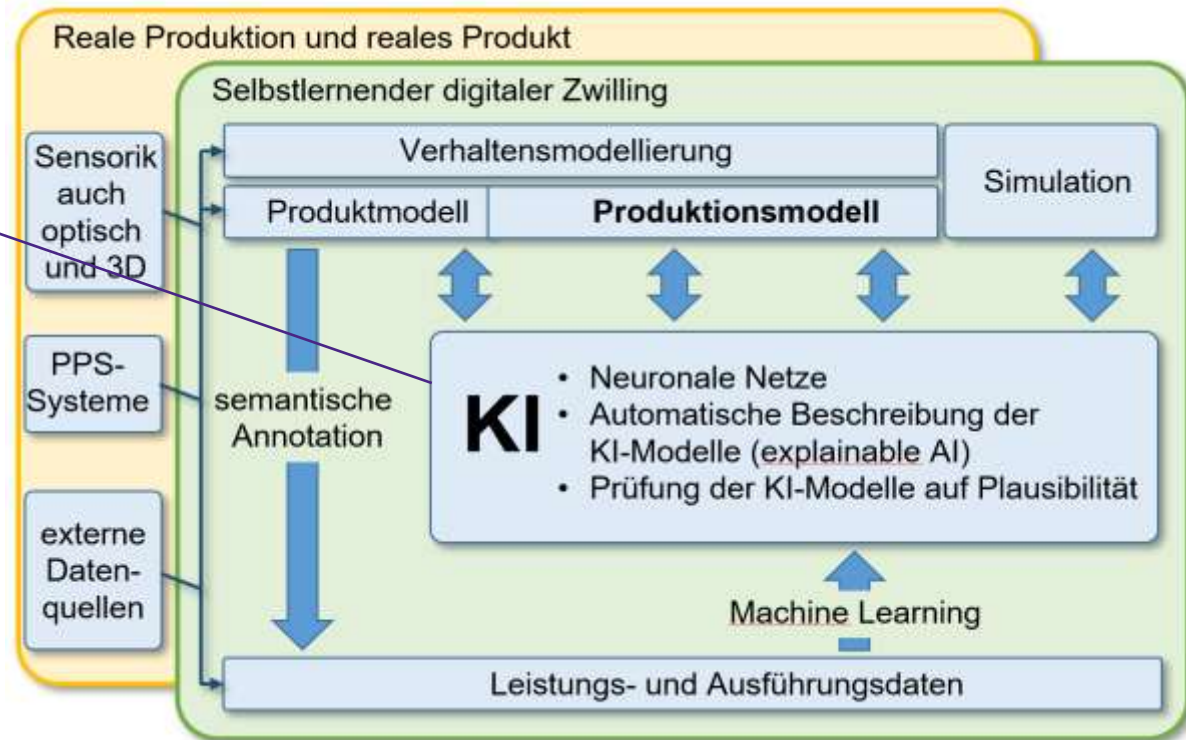 Reale Produktion und reales Produkt
Selbstlernender digitaler Zwilling
Sensorik
auch
optisch
und 3D
PPS-
Systeme
externe
Daten-
quellen
Verhaltensmodellierung
Simulation
Produktmodell
Produktionsmodell
semantische
Annotation
KI
• Neuronale Netze
• Automatische Beschreibung der
KI-Modelle (explainable AI)
• Prüfung der KI-Modelle auf Plausibilität
Machine Learning
Leistungs- und Ausführungsdaten